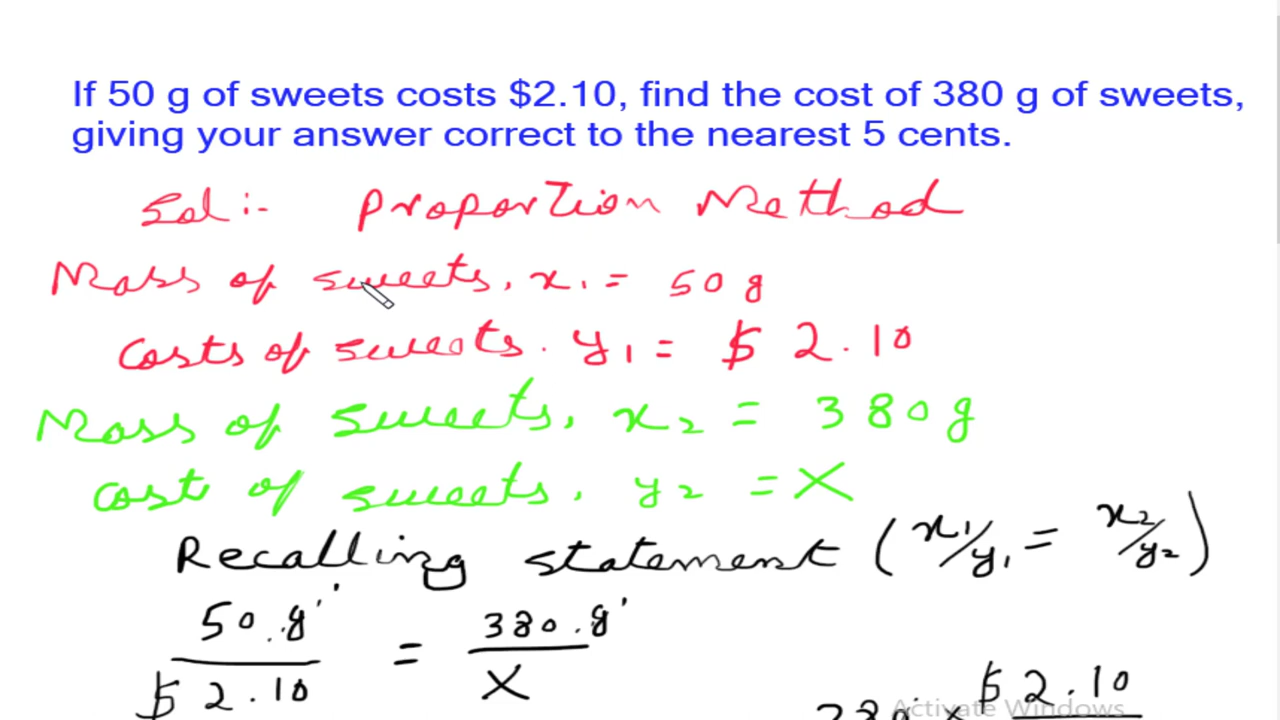 If 50 g of sweets costs $2.10, find the cost of 380 g of sweets,
giving your answer correct to the nearest 5 cents.
Sol:- Proportion Method
Mass of sweets, x₁ = 50 g
Costs of sweets. y₁ = $ 2.10
Mass of sweets, x₂ = 380 g
Cost of sweets, y₂ = X
Recalling statement (x₁/y₁ = x₂/y₂)
50.g / $ 2.10 = 380.g / X
$ 2.10
Activate Windows